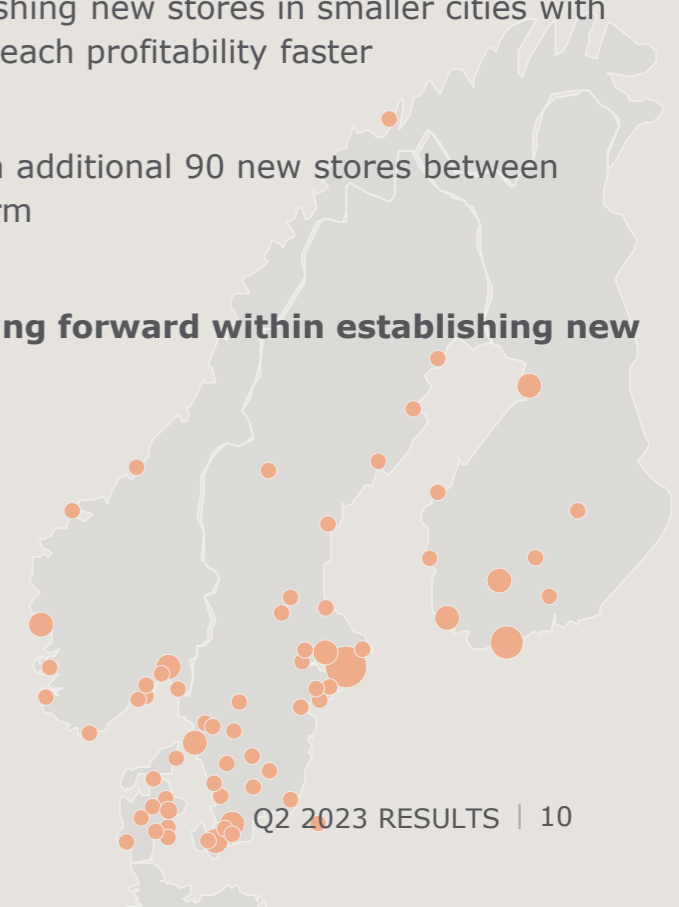 shing new stores in smaller cities with
each profitability faster
additional 90 new stores between
rm
ng forward within establishing new
Q2 2023 RESULTS | 10